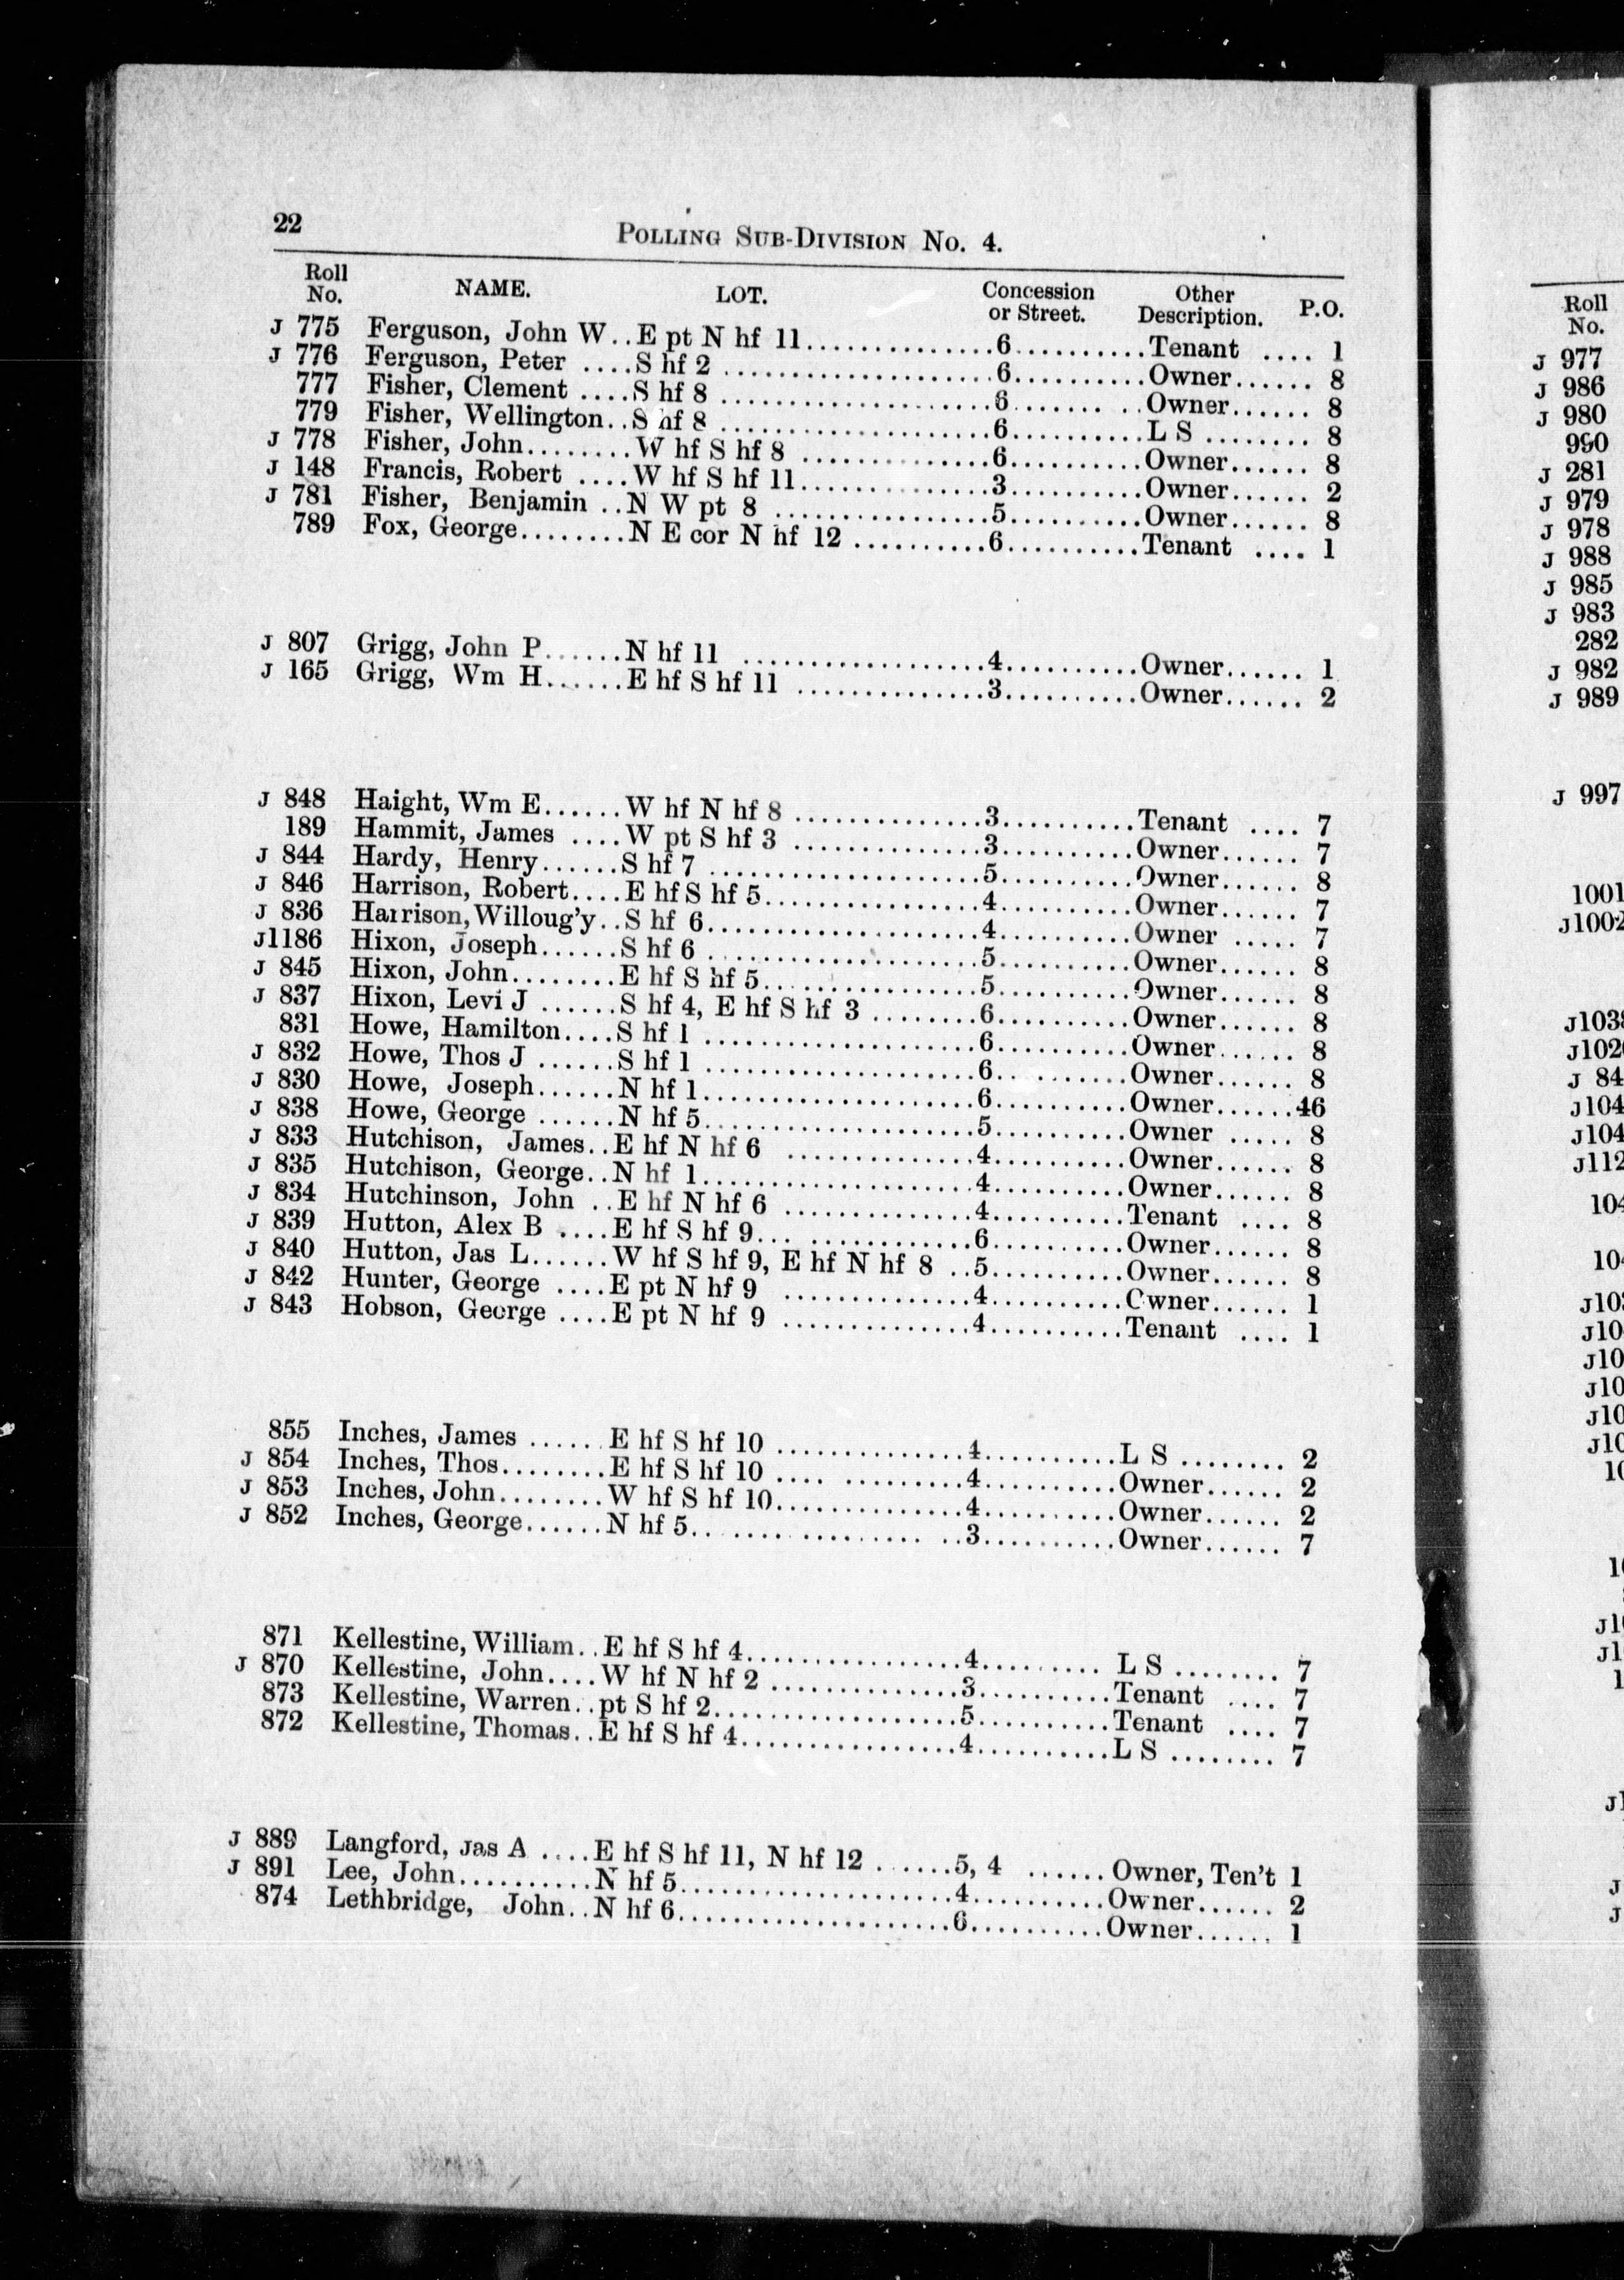 22
POLLING SUB-DIVISION NO. 4.
Roll No. NAME. LOT. Concession or Street. Other Description. P.O.
J 775 Ferguson, John W..E pt N hf 11...............6..........Tenant .... 1
J 776 Ferguson, Peter ....S hf 2 .....................6..........Owner...... 8
777 Fisher, Clement ....S hf 8 .....................6..........Owner...... 8
779 Fisher, Wellington..S hf 8 .....................6..........L S ........ 8
J 778 Fisher, John........W hf S hf 8 ...............6..........Owner...... 8
J 148 Francis, Robert ....W hf S hf 11...............3..........Owner...... 2
J 781 Fisher, Benjamin ..N W pt 8 .................5..........Owner...... 8
789 Fox, George........N E cor N hf 12 ..........6..........Tenant .... 1
J 807 Grigg, John P......N hf 11 ...................4..........Owner...... 1
J 165 Grigg, Wm H......E hf S hf 11 ...............3..........Owner...... 2
J 848 Haight, Wm E......W hf N hf 8 ...............3..........Tenant .... 7
189 Hammit, James ....W pt S hf 3 ...............3..........Owner...... 7
J 844 Hardy, Henry......S hf 7 .....................5..........Owner...... 8
J 846 Harrison, Robert....E hf S hf 5.................4..........Owner...... 7
J 836 Harrison, Willoug'y..S hf 6.....................4..........Owner ..... 7
J1186 Hixon, Joseph......S hf 6 .....................5..........Owner...... 8
J 845 Hixon, John........E hf S hf 5.................5..........Owner...... 8
J 837 Hixon, Levi J ......S hf 4, E hf S hf 3 ........6..........Owner...... 8
831 Howe, Hamilton....S hf 1 .....................6..........Owner...... 8
J 832 Howe, Thos J ......S hf 1 .....................6..........Owner...... 8
J 830 Howe, Joseph......N hf 1.....................6..........Owner......46
J 838 Howe, George ......N hf 5.....................5..........Owner ..... 8
J 833 Hutchison, James..E hf N hf 6 ...............4..........Owner...... 8
J 835 Hutchison, George..N hf 1.....................4..........Owner...... 8
J 834 Hutchinson, John ..E hf N hf 6 ...............4..........Tenant .... 8
J 839 Hutton, Alex B ....E hf S hf 9... .............6..........Owner...... 8
J 840 Hutton, Jas L......W hf S hf 9, E hf N hf 8 ..5..........Owner...... 8
J 842 Hunter, George ....E pt N hf 9 ...............4..........Owner...... 1
J 843 Hobson, George ....E pt N hf 9 ...............4..........Tenant .... 1
855 Inches, James ......E hf S hf 10 ...............4..........L S ........ 2
J 854 Inches, Thos........E hf S hf 10 .... .........4..........Owner...... 2
J 853 Inches, John........W hf S hf 10...............4..........Owner...... 2
J 852 Inches, George......N hf 5.................. ..3..........Owner...... 7
871 Kellestine, William..E hf S hf 4.................4.......... L S ........ 7
J 870 Kellestine, John....W hf N hf 2 ...............3..........Tenant .... 7
873 Kellestine, Warren..pt S hf 2...................5..........Tenant .... 7
872 Kellestine, Thomas..E hf S hf 4.................4..........L S ........ 7
J 889 Langford, Jas A ....E hf S hf 11, N hf 12 ......5, 4 ......Owner, Ten't 1
J 891 Lee, John..........N hf 5.....................4..........Owner...... 2
874 Lethbridge, John..N hf 6.....................6..........Owner...... 1
Roll No.
J 977
J 986
J 980
990
J 281
J 979
J 978
J 988
J 985
J 983
282
J 982
J 989
J 997
1001
J1002